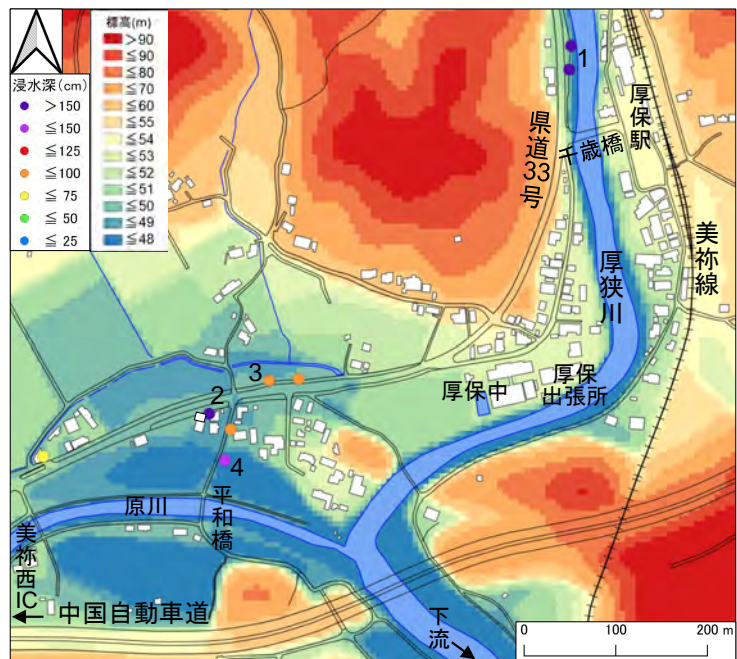 浸水深(cm)
>150
≦150
≦125
≦100
≦ 75
≦ 50
≦ 25
標高(m)
>90
≦90
≦80
≦70
≦60
≦55
≦54
≦53
≦52
≦51
≦50
≦49
≦48
1
県道33号
千歳橋
厚保駅
美祢線
厚狭川
3
2
4
厚保中
厚保
出張所
原川
平和橋
美祢西IC
中国自動車道
下流
0 100 200 m